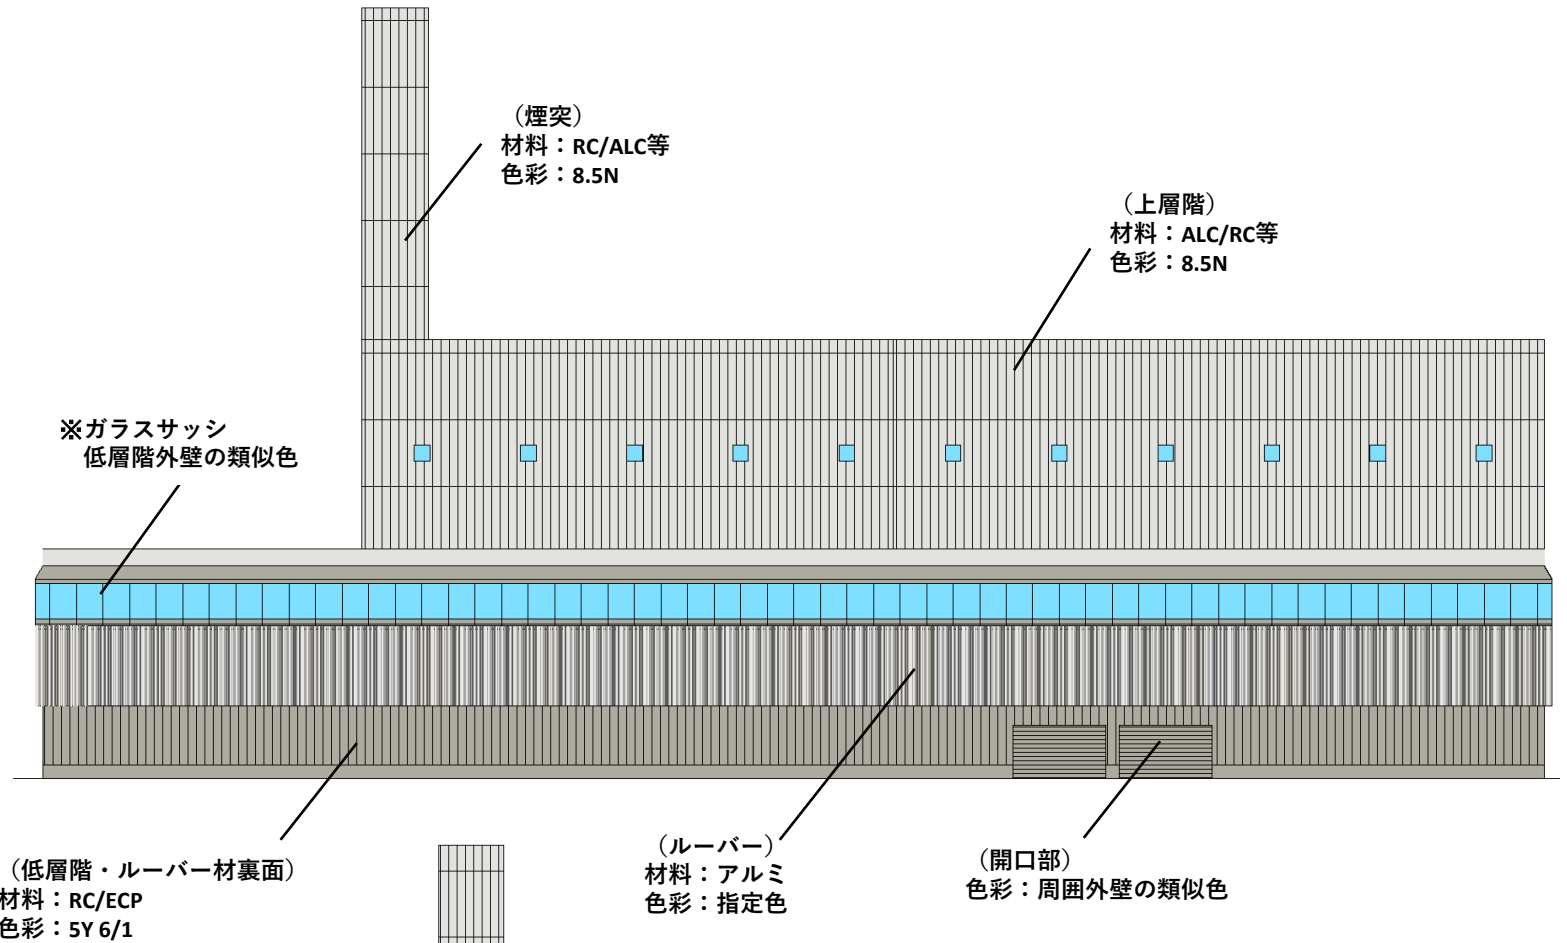 （煙突）
材料：RC/ALC等
色彩：8.5N
（上層階）
材料：ALC/RC等
色彩：8.5N
※ガラスサッシ
低層階外壁の類似色
（低層階・ルーバー材裏面）
材料：RC/ECP
色彩：5Y 6/1
（ルーバー）
材料：アルミ
色彩：指定色
（開口部）
色彩：周囲外壁の類似色